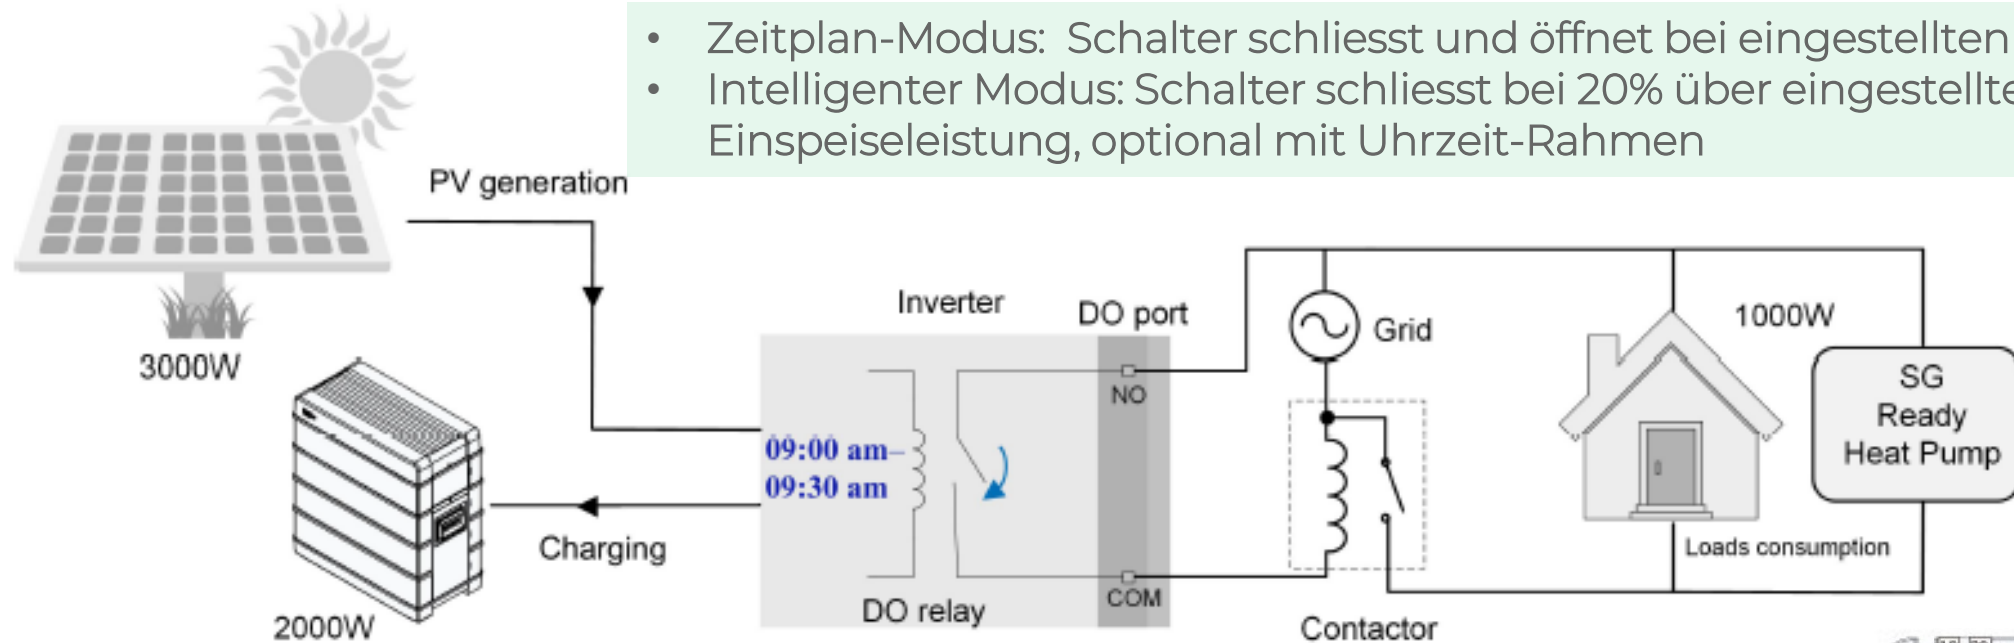 • Zeitplan-Modus: Schalter schliesst und öffnet bei eingestellten
• Intelligenter Modus: Schalter schliesst bei 20% über eingestellte
Einspeiseleistung, optional mit Uhrzeit-Rahmen
PV generation
3000W
Inverter
DO port
Grid
1000W
NO
SG
Ready
Heat Pump
09:00 am–
09:30 am
Charging
Loads consumption
COM
DO relay
2000W
Contactor